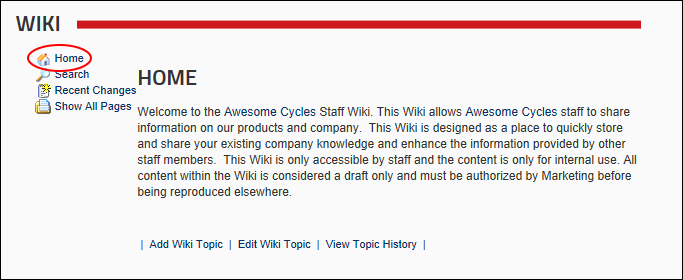 WIKI
Home
Search
Recent Changes
Show All Pages
HOME
Welcome to the Awesome Cycles Staff Wiki. This Wiki allows Awesome Cycles staff to share
information on our products and company.  This Wiki is designed as a place to quickly store
and share your existing company knowledge and enhance the information provided by other
staff members.  This Wiki is only accessible by staff and the content is only for internal use. All
content within the Wiki is considered a draft only and must be authorized by Marketing before
being reproduced elsewhere.
| Add Wiki Topic | Edit Wiki Topic | View Topic History |